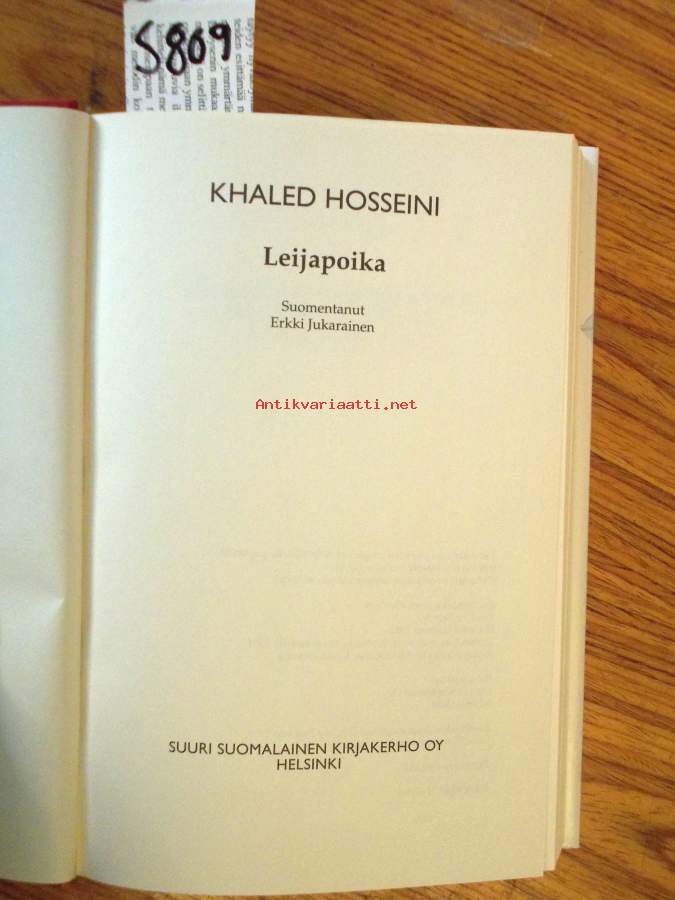 S809
KHALED HOSSEINI
Leijapoika
Suomentanut
Erkki Jukarainen
Antikvariaatti.net
SUURI SUOMALAINEN KIRJAKERHO OY
HELSINKI